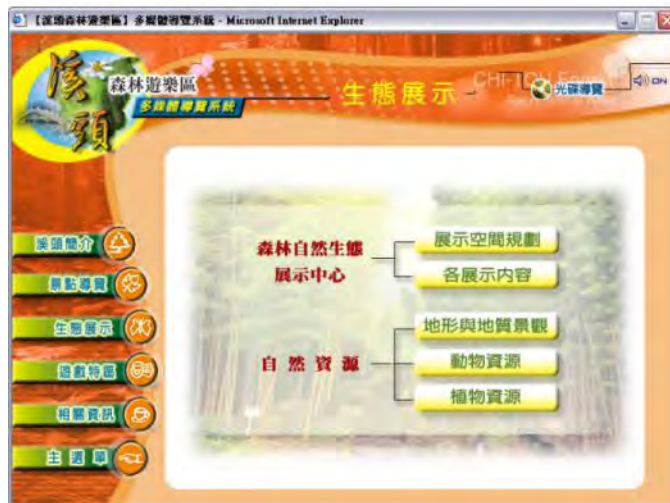 【溪頭森林遊樂區】多媒體導覽系統 - Microsoft Internet Explorer
溪頭
森林遊樂區
多媒體導覽系統
生態展示
CHI-TOU Forest
光碟導覽
ON
森林自然生態
展示中心
展示空間規劃
各展示內容
自然資源
地形與地質景觀
動物資源
植物資源
溪頭簡介
景點導覽
生態展示
遊戲特區
相關資訊
主選單